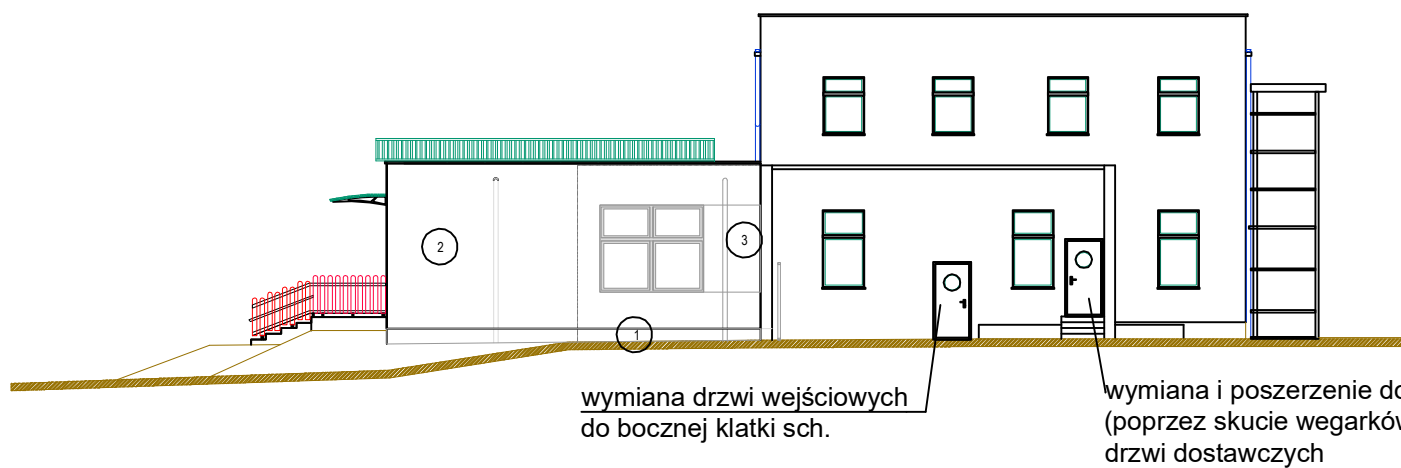 2
3
1
wymiana drzwi wejściowych
do bocznej klatki sch.
wymiana i poszerzenie do
(poprzez skucie wegarków
drzwi dostawczych